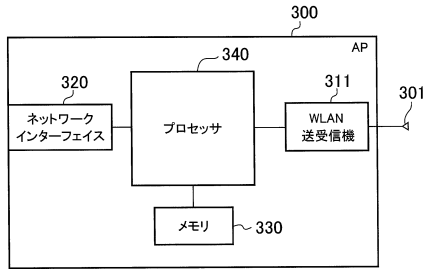 300
AP
320
340
311
301
ネットワーク
インターフェイス
プロセッサ
WLAN
送受信機
メモリ
330